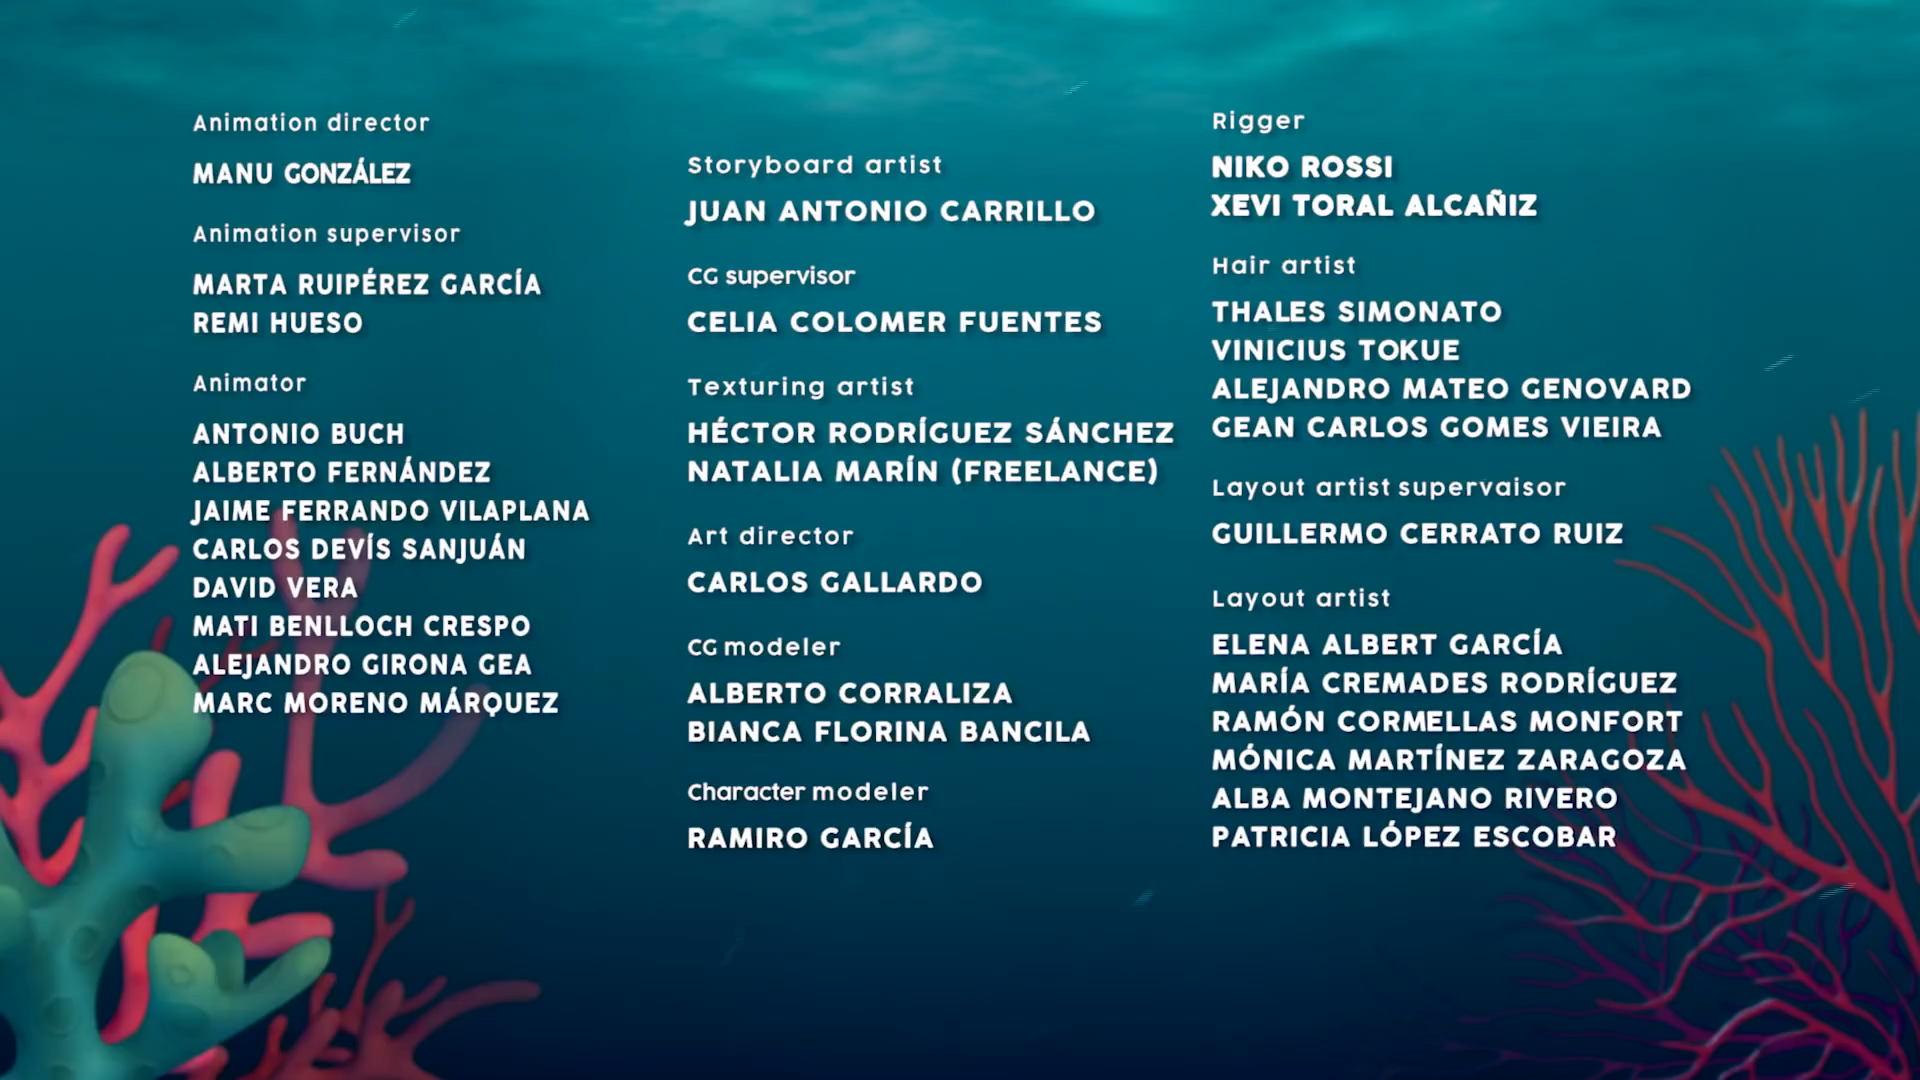 Animation director
MANU GONZÁLEZ
Animation supervisor
MARTA RUIPÉREZ GARCÍA
REMI HUESO
Animator
ANTONIO BUCH
ALBERTO FERNÁNDEZ
JAIME FERRANDO VILAPLANA
CARLOS DEVÍS SANJUÁN
DAVID VERA
MATI BENLLOCH CRESPO
ALEJANDRO GIRONA GEA
MARC MORENO MÁRQUEZ
Storyboard artist
JUAN ANTONIO CARRILLO
CG supervisor
CELIA COLOMER FUENTES
Texturing artist
HÉCTOR RODRÍGUEZ SÁNCHEZ
NATALIA MARÍN (FREELANCE)
Art director
CARLOS GALLARDO
CG modeler
ALBERTO CORRALIZA
BIANCA FLORINA BANCILA
Character modeler
RAMIRO GARCÍA
Rigger
NIKO ROSSI
XEVI TORAL ALCAÑIZ
Hair artist
THALES SIMONATO
VINICIUS TOKUE
ALEJANDRO MATEO GENOVARD
GEAN CARLOS GOMES VIEIRA
Layout artist supervaisor
GUILLERMO CERRATO RUIZ
Layout artist
ELENA ALBERT GARCÍA
MARÍA CREMADES RODRÍGUEZ
RAMÓN CORMELLAS MONFORT
MÓNICA MARTÍNEZ ZARAGOZA
ALBA MONTEJANO RIVERO
PATRICIA LÓPEZ ESCOBAR